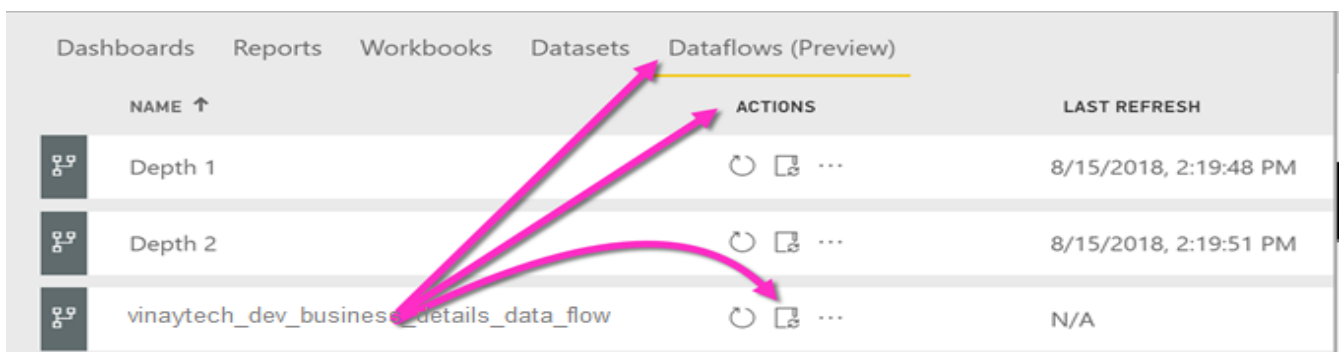 Dashboards Reports Workbooks Datasets Dataflows (Preview)
NAME ↑ ACTIONS LAST REFRESH
Depth 1 ... 8/15/2018, 2:19:48 PM
Depth 2 ... 8/15/2018, 2:19:51 PM
vinaytech_dev_business_details_data_flow ... N/A